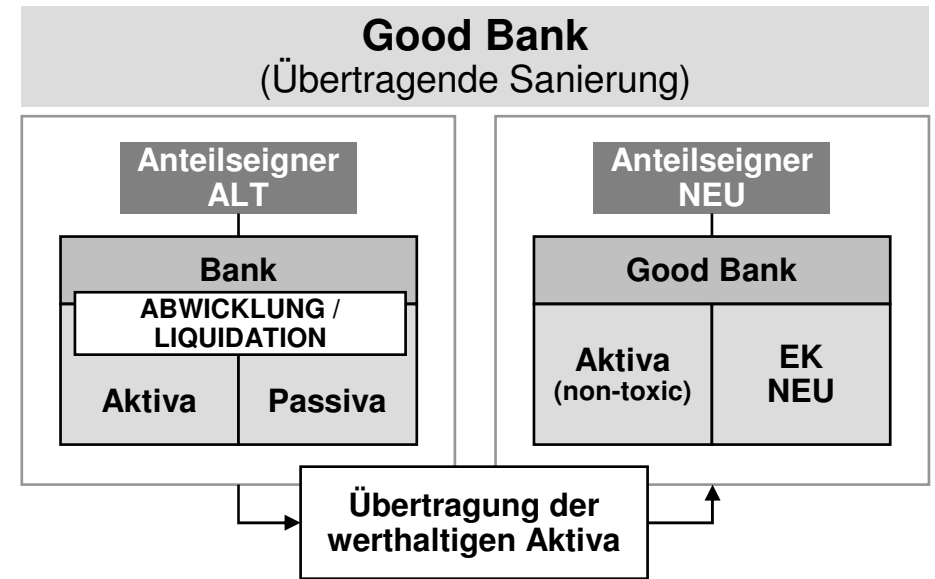 Good Bank
(Übertragende Sanierung)
Anteilseigner
ALT
Bank
ABWICKLUNG /
LIQUIDATION
Aktiva
Passiva
Anteilseigner
NEU
Good Bank
Aktiva
(non-toxic)
EK
NEU
Übertragung der
werthaltigen Aktiva